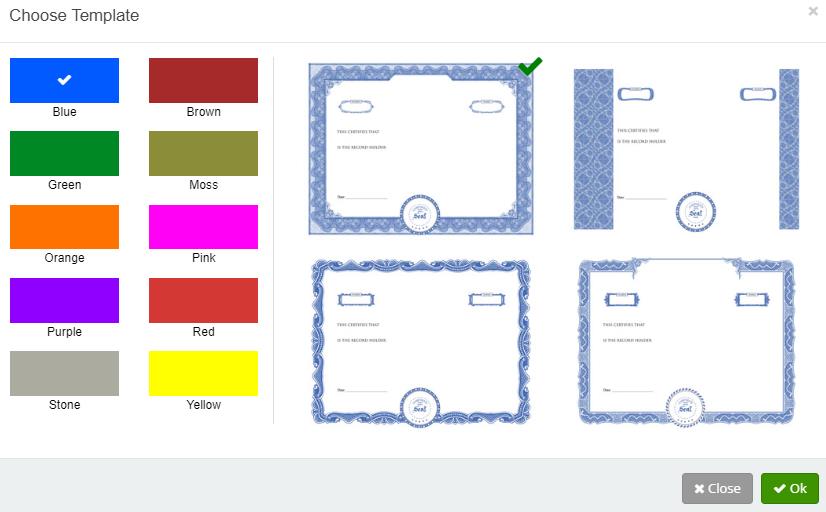 Choose Template
Blue
Brown
Green
Moss
Orange
Pink
Purple
Red
Stone
Yellow
THIS CERTIFIES THAT
IS THE RECORD HOLDER
Date
Seal
THIS CERTIFIES THAT
IS THE RECORD HOLDER
Date
Seal
THIS CERTIFIES THAT
IS THE RECORD HOLDER
Date
Seal
THIS CERTIFIES THAT
IS THE RECORD HOLDER
Date
Seal
Close
Ok